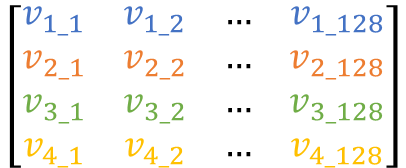 v1_1 v1_2 ... v1_128
v2_1 v2_2 ... v2_128
v3_1 v3_2 ... v3_128
v4_1 v4_2 ... v4_128